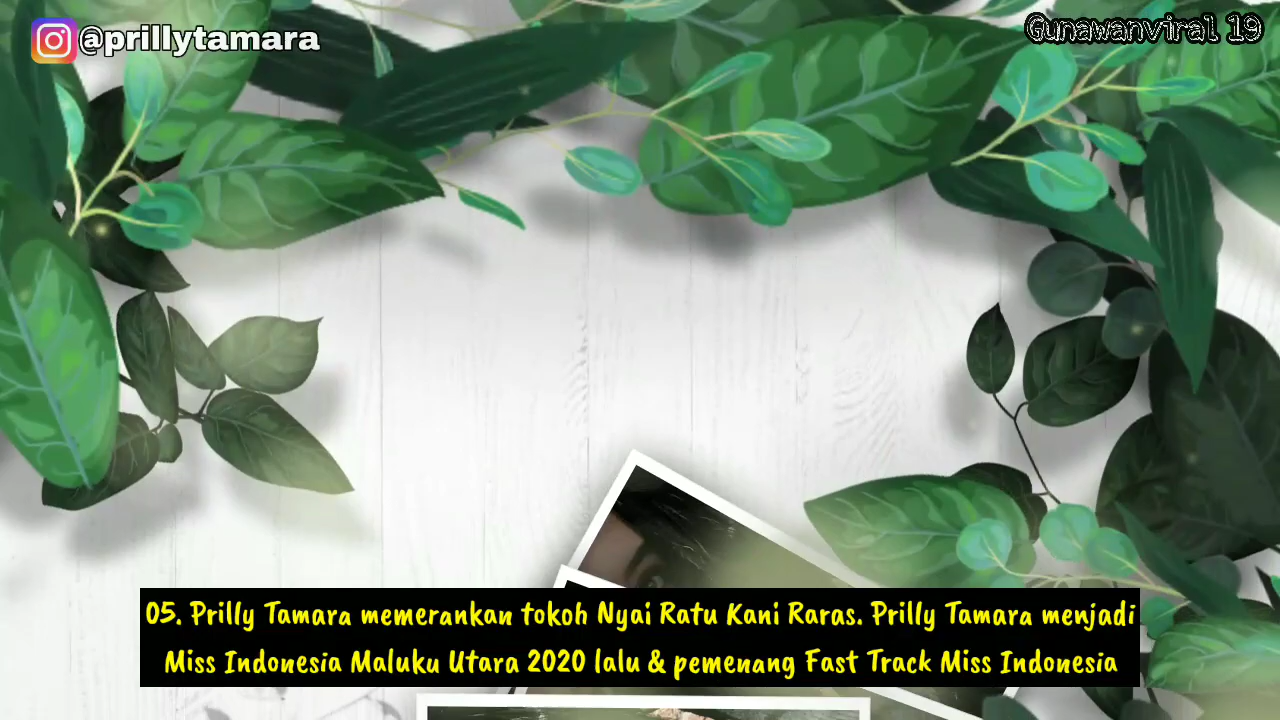 @prillytamara
Gunawanviral 19
05. Prilly Tamara memerankan tokoh Nyai Ratu Kani Raras. Prilly Tamara menjadi
Miss Indonesia Maluku Utara 2020 lalu & pemenang Fast Track Miss Indonesia